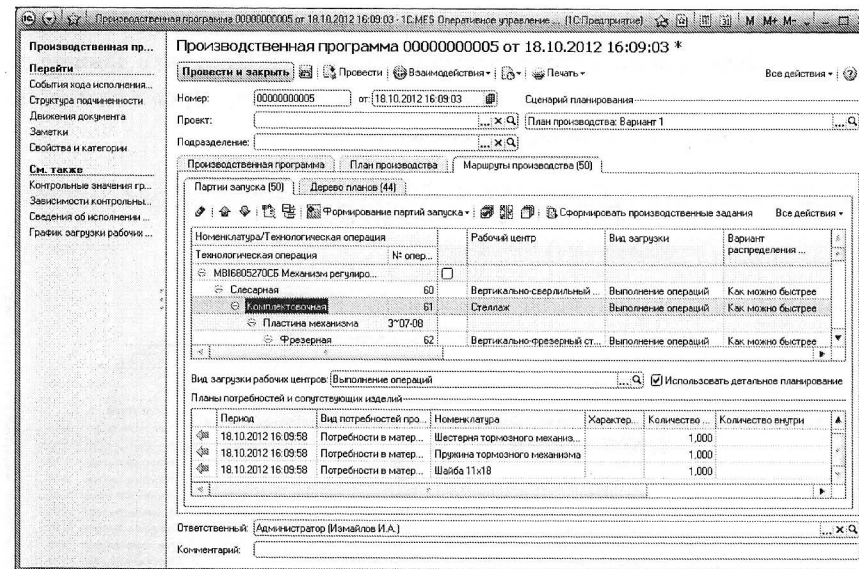 Производственная программа 00000000005 от 18.10.2012 16:09:03 - 1С:MES Оперативное управление ... (1С:Предприятие) M M+ M-
Производственная пр...
Перейти
События хода исполнения...
Структура подчиненности
Движения документа
Заметки
Свойства и категории
См. также
Контрольные значения гр...
Зависимости контрольны...
Сведения об исполнении ...
График загрузки рабочих ...
Производственная программа 00000000005 от 18.10.2012 16:09:03 *
Провести и закрыть Провести Взаимодействия Печать Все действия
Номер: 00000000005 от: 18.10.2012 16:09:03 Сценарий планирования
Проект: ... x План производства: Вариант 1 ...
Подразделение: ... x
Производственная программа План производства Маршруты производства (50)
Партии запуска (50) Дерево планов (44)
Формирование партий запуска Сформировать производственные задания Все действия
Номенклатура/Технологическая операция Рабочий центр Вид загрузки Вариант распределения ...
Технологическая операция № опер...
МВI6805270СБ Механизм регулиро...
Слесарная 60 Вертикально-сверлильный ... Выполнение операций Как можно быстрее
Комплектовочная 61 Стеллаж Выполнение операций Как можно быстрее
Пластина механизма 3~07-08
Фрезерная 62 Вертикально-фрезерный ст... Выполнение операций Как можно быстрее
Вид загрузки рабочих центров: Выполнение операций ... Использовать детальное планирование
Планы потребностей и сопутствующих изделий
Период Вид потребностей про... Номенклатура Характер... Количество ... Количество внутри
18.10.2012 16:09:58 Потребности в матер... Шестерня тормозного механиз... 1,000
18.10.2012 16:09:58 Потребности в матер... Пружина тормозного механизма 1,000
18.10.2012 16:09:58 Потребности в матер... Шайба 11x18 1,000
Ответственный: Администратор (Измайлов И.А.) ... x
Комментарий: